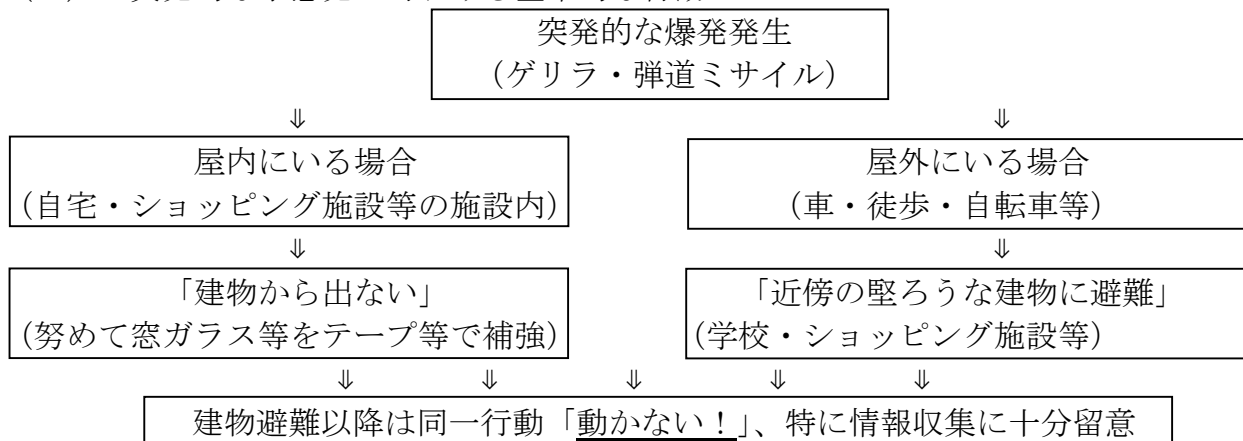 突発的な爆発発生
（ゲリラ・弾道ミサイル）
⇓ ⇓
屋内にいる場合
（自宅・ショッピング施設等の施設内）
屋外にいる場合
（車・徒歩・自転車等）
⇓ ⇓
「建物から出ない」
（努めて窓ガラス等をテープ等で補強）
「近傍の堅ろうな建物に避難」
（学校・ショッピング施設等）
⇓ ⇓ ⇓ ⇓ ⇓
建物避難以降は同一行動「動かない！」、特に情報収集に十分留意